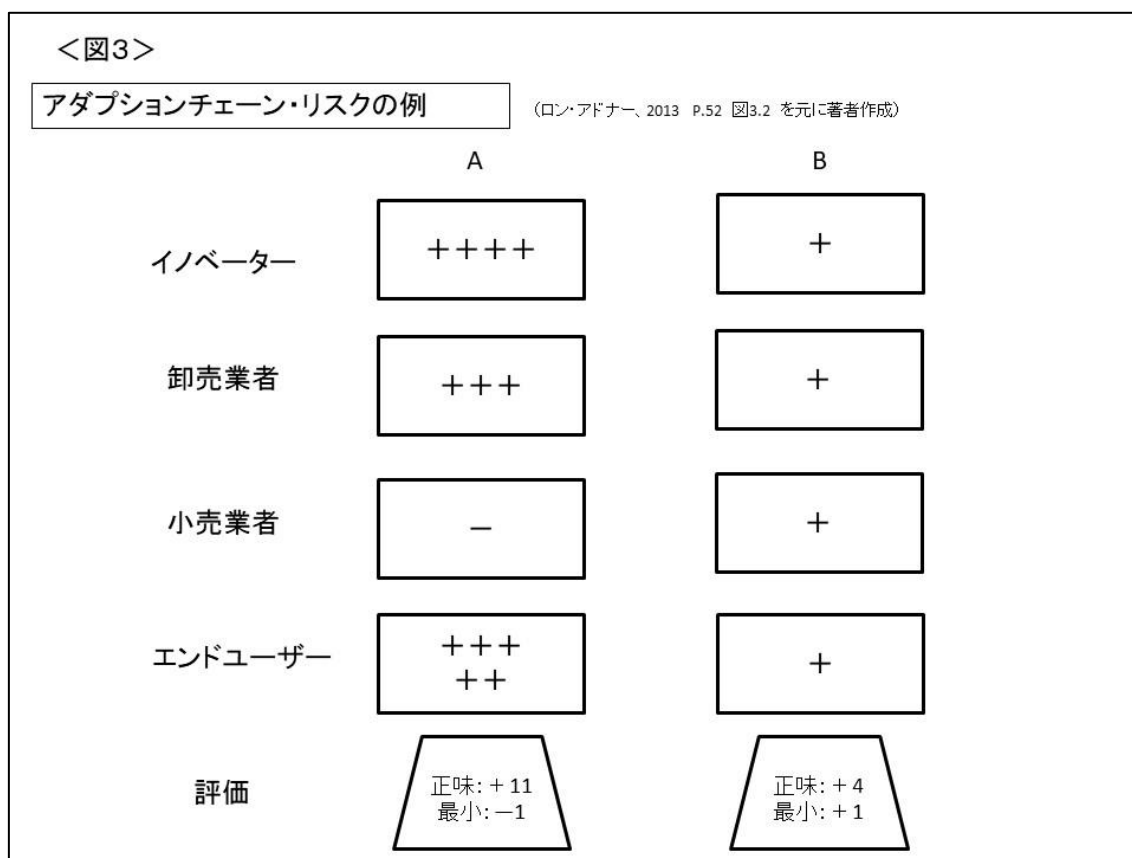 ＜図３＞
アダプションチェーン・リスクの例
（ロン・アドナー、2013　P.52　図3.2　を元に著者作成）
A
B
イノベーター
＋＋＋＋
＋
卸売業者
＋＋＋
＋
小売業者
－
＋
エンドユーザー
＋＋＋
＋＋
＋
評価
正味：＋11
最小：－1
正味：＋4
最小：＋1